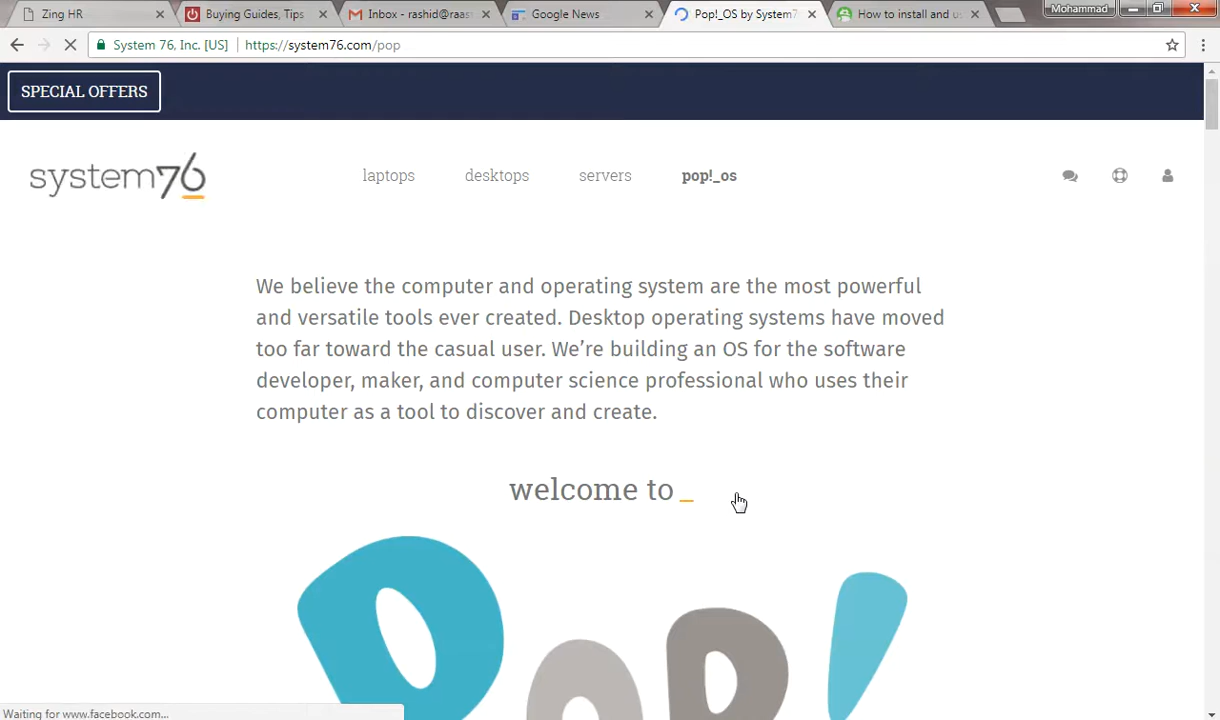 Zing HR
Buying Guides, Tips
Inbox - rashid@raas
Google News
Pop!_OS by System7
How to install and u
Mohammad
System 76, Inc. [US]
https://system76.com/pop
SPECIAL OFFERS
system76
laptops
desktops
servers
pop!_os
We believe the computer and operating system are the most powerful
and versatile tools ever created. Desktop operating systems have moved
too far toward the casual user. We’re building an OS for the software
developer, maker, and computer science professional who uses their
computer as a tool to discover and create.
welcome to _
Pop!
Waiting for www.facebook.com...